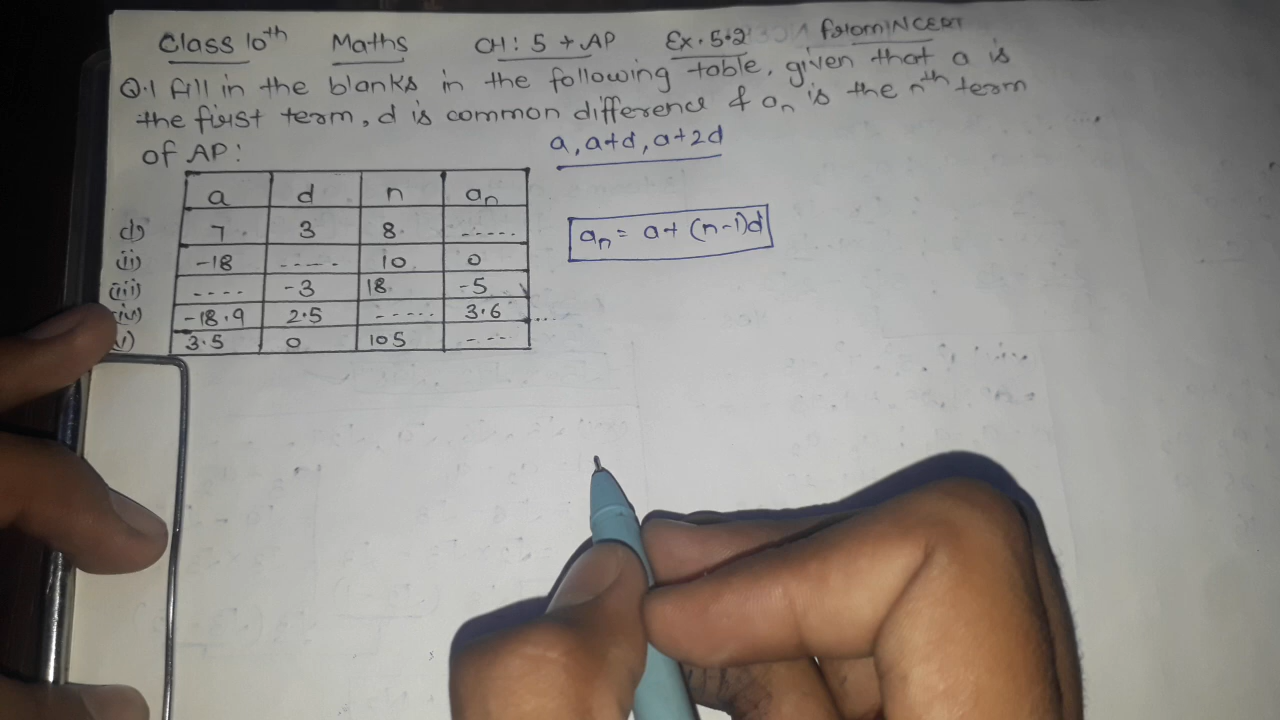 Class 10th Maths CH: 5 → AP Ex. 5.2 from NCERT
Q.1 fill in the blanks in the following table, given that a is
the first term, d is common difference & an is the nth term
of AP:
a, a+d, a+2d
a d n an
7 3 8 .....
an = a+ (n-1)d
(ii) -18 ..... 10 0
(iii) .... -3 18 -5
-18.9 2.5 ..... 3.6 ....
3.5 0 105 ---